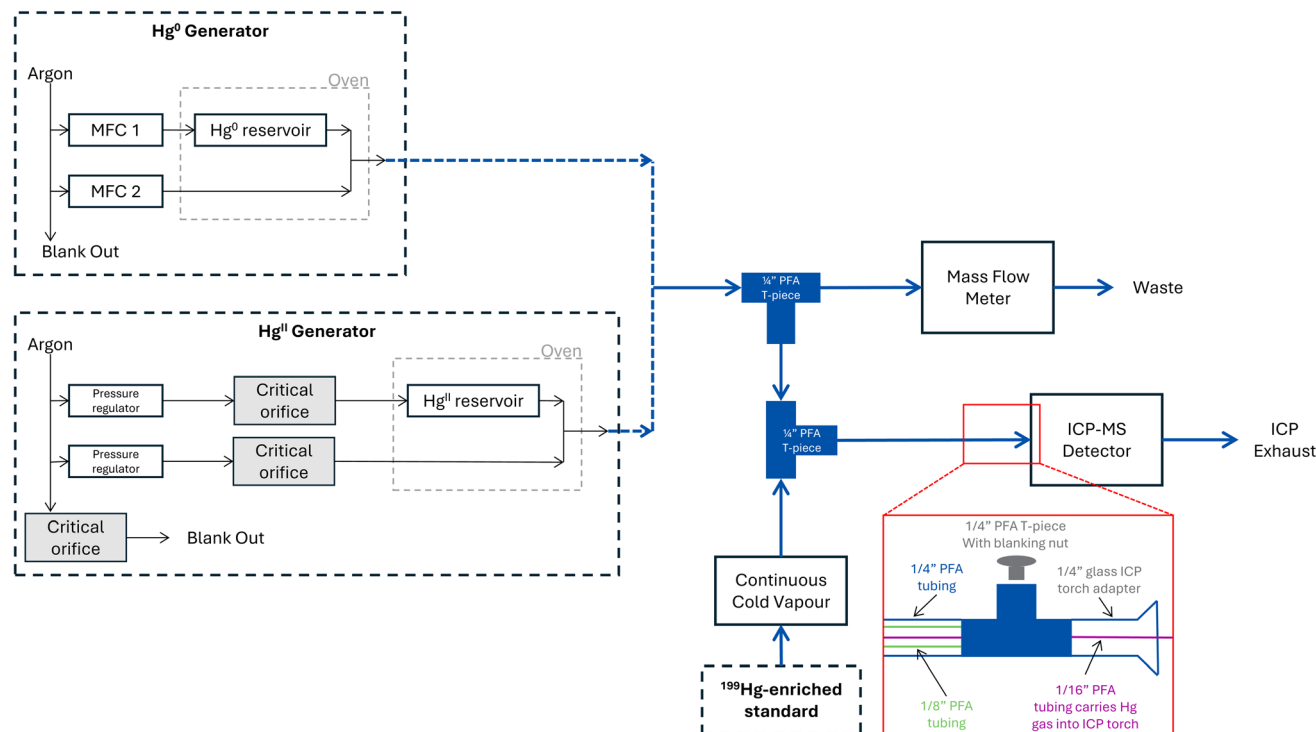 Hg⁰ Generator
Argon
Oven
MFC 1
Hg⁰ reservoir
MFC 2
Blank Out
Hgᴵᴵ Generator
Argon
Oven
Pressure
regulator
Critical
orifice
Hgᴵᴵ reservoir
Pressure
regulator
Critical
orifice
Critical
orifice
Blank Out
¼” PFA
T-piece
Mass Flow
Meter
Waste
¼” PFA
T-piece
ICP-MS
Detector
ICP
Exhaust
Continuous
Cold Vapour
¹⁹⁹Hg-enriched
standard
1/4” PFA T-piece
With blanking nut
1/4” PFA
tubing
1/4” glass ICP
torch adapter
1/8” PFA
tubing
1/16” PFA
tubing carries Hg
gas into ICP torch